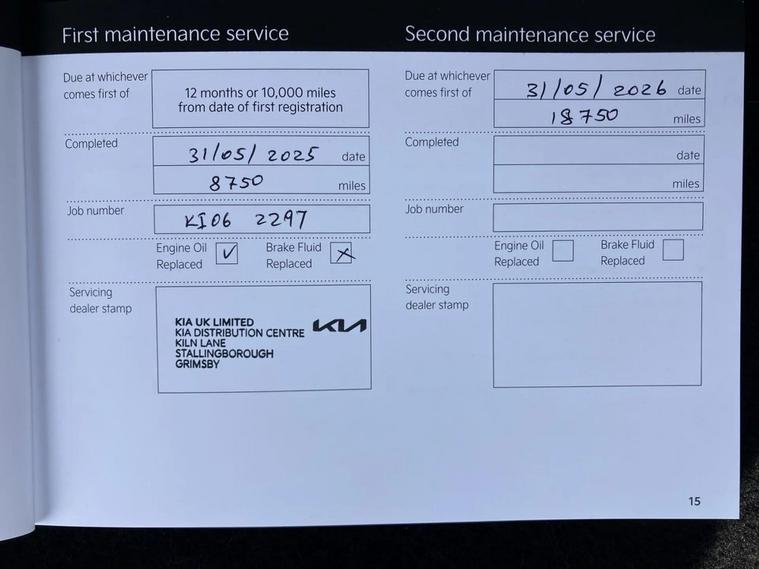 First maintenance service
Due at whichever
comes first of
12 months or 10,000 miles
from date of first registration
Completed
31/05/2025 date
8750 miles
Job number
KI06 2297
Engine Oil
Replaced
Brake Fluid
Replaced
Servicing
dealer stamp
KIA UK LIMITED
KIA DISTRIBUTION CENTRE
KILN LANE
STALLINGBOROUGH
GRIMSBY
KIA
Second maintenance service
Due at whichever
comes first of
31/05/2026 date
18750 miles
Completed
date
miles
Job number
Engine Oil
Replaced
Brake Fluid
Replaced
Servicing
dealer stamp
15